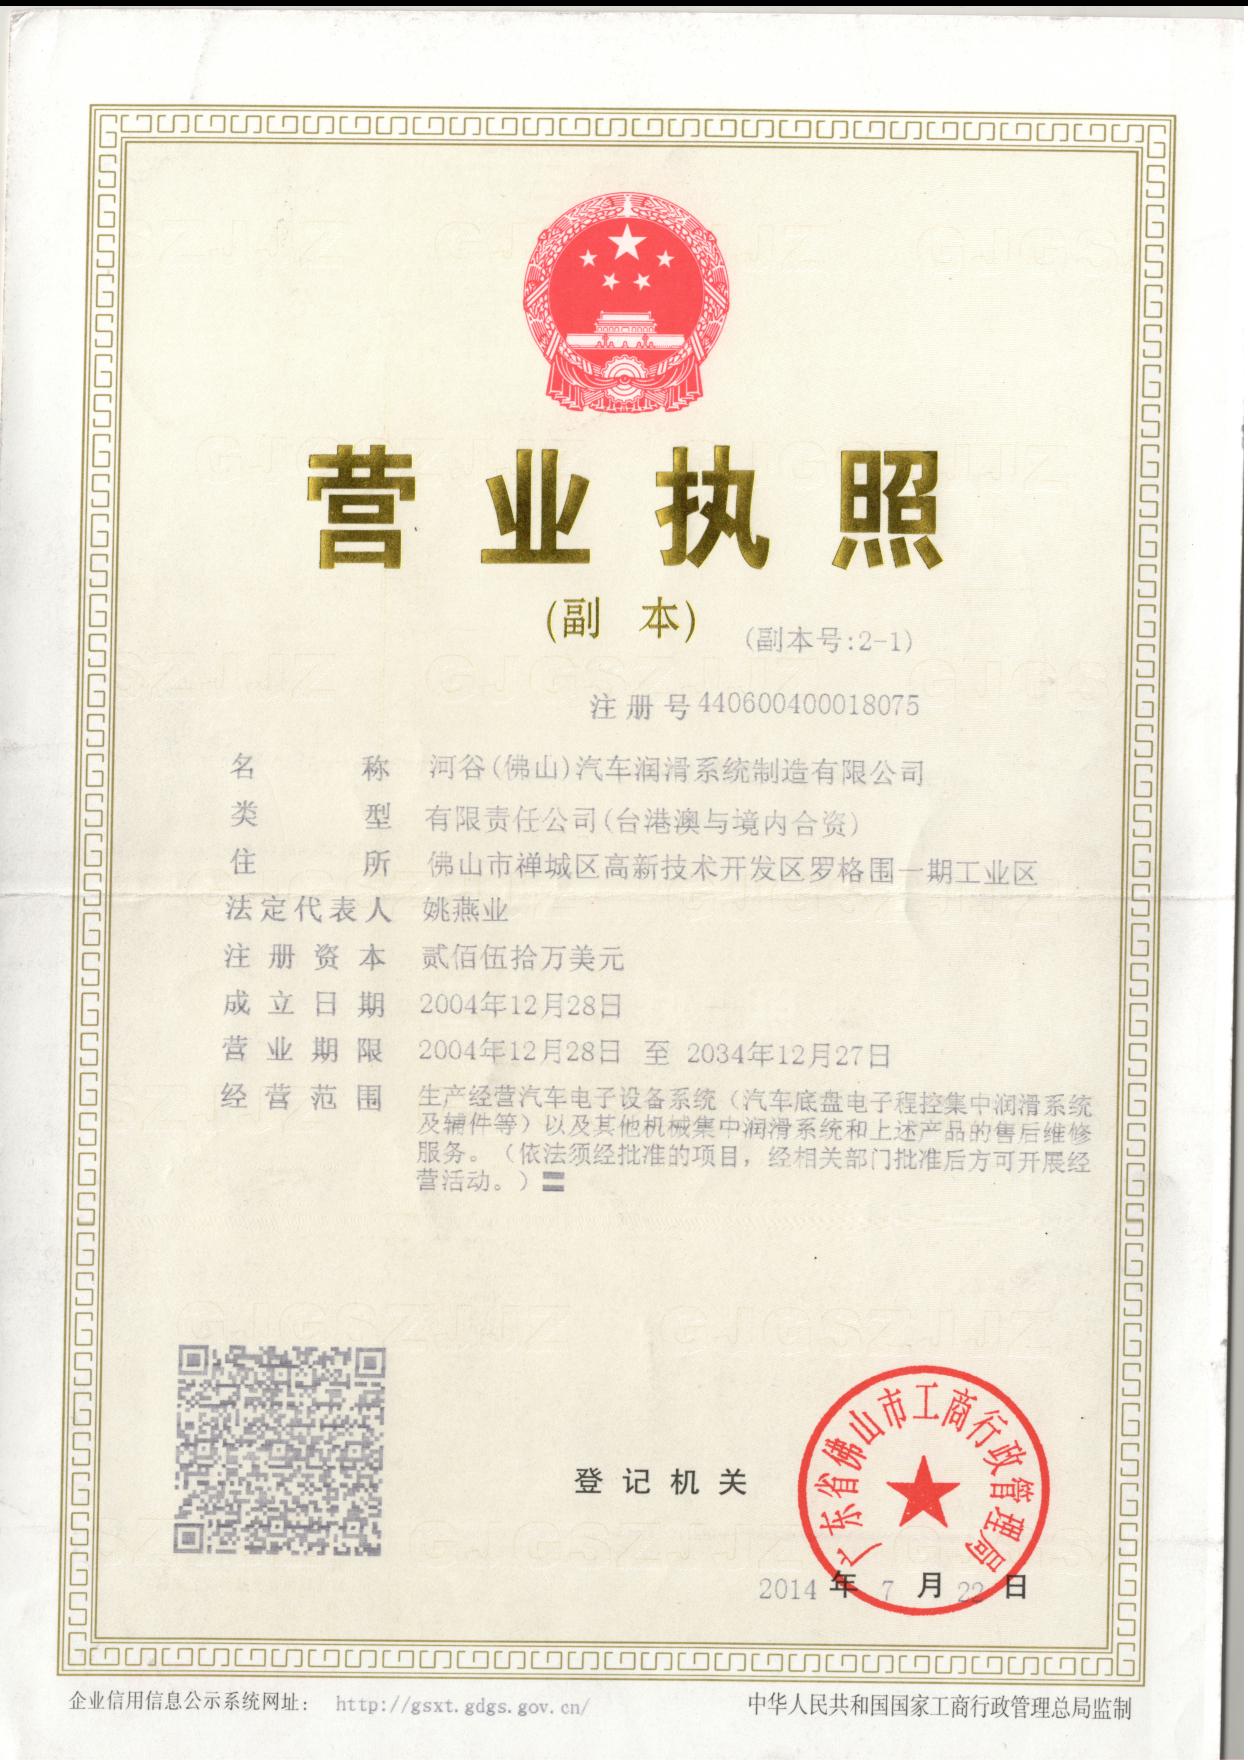 营业执照
(副 本) (副本号:2-1)
注册号440600400018075
名称 河谷(佛山)汽车润滑系统制造有限公司
类型 有限责任公司(台港澳与境内合资)
住所 佛山市禅城区高新技术开发区罗格围一期工业区
法定代表人 姚燕业
注册资本 贰佰伍拾万美元
成立日期 2004年12月28日
营业期限 2004年12月28日 至 2034年12月27日
经营范围 生产经营汽车电子设备系统（汽车底盘电子程控集中润滑系统
及辅件等）以及其他机械集中润滑系统和上述产品的售后维修
服务。（依法须经批准的项目，经相关部门批准后方可开展经
营活动。）
登记机关
广东省佛山市工商行政管理局
2014 年 7 月 22 日
企业信用信息公示系统网址： http://gsxt.gdgs.gov.cn/ 中华人民共和国国家工商行政管理总局监制